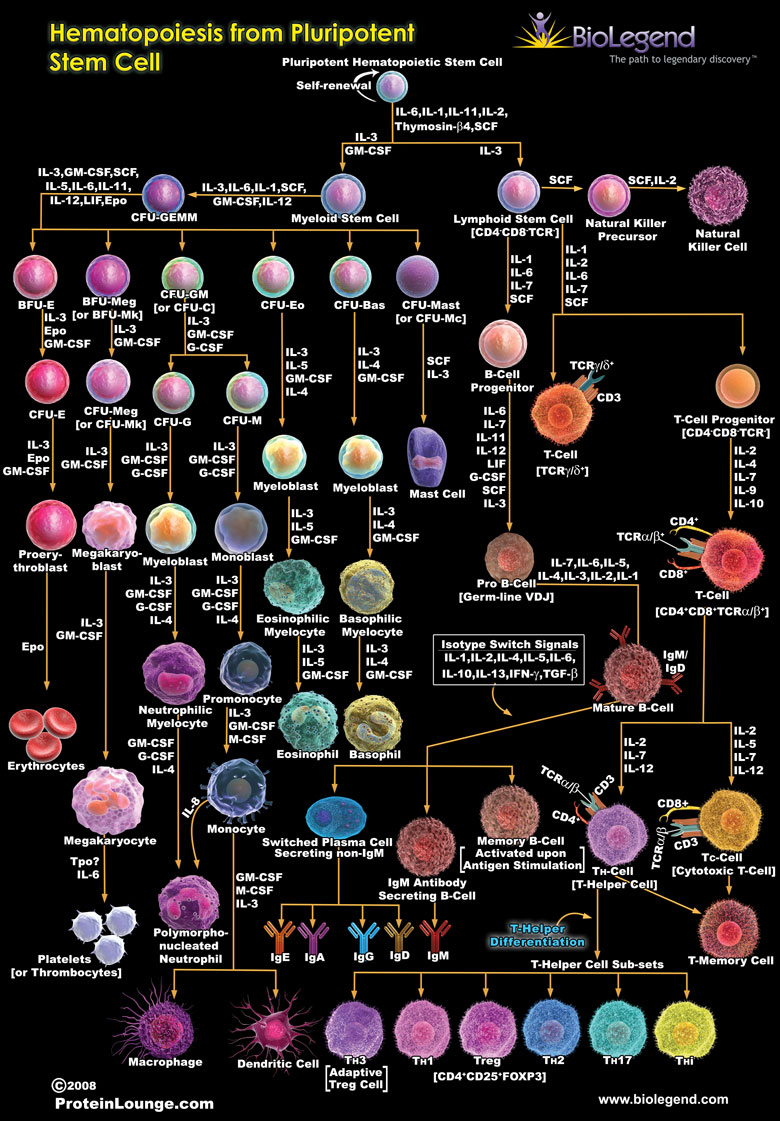 Hematopoiesis from Pluripotent
Stem Cell
BioLegend
The path to legendary discovery™
Pluripotent Hematopoietic Stem Cell
Self-renewal
IL-6,IL-1,IL-11,IL-2,
Thymosin-β4,SCF
IL-3
GM-CSF
IL-3
IL-3,GM-CSF,SCF,
IL-5,IL-6,IL-11,
IL-12,LIF,Epo
CFU-GEMM
IL-3,IL-6,IL-1,SCF,
GM-CSF,IL-12
Myeloid Stem Cell
Lymphoid Stem Cell
[CD4-CD8-TCR-]
SCF
Natural Killer
Precursor
SCF,IL-2
Natural
Killer Cell
BFU-E
BFU-Meg
[or BFU-Mk]
CFU-GM
[or CFU-C]
CFU-Eo
CFU-Bas
CFU-Mast
[or CFU-Mc]
IL-1
IL-6
IL-7
SCF
IL-1
IL-2
IL-6
IL-7
SCF
IL-3
Epo
GM-CSF
IL-3
GM-CSF
IL-3
GM-CSF
G-CSF
IL-3
IL-5
GM-CSF
IL-4
IL-3
IL-4
GM-CSF
SCF
IL-3
B-Cell
Progenitor
TCRγ/δ+
CD3
T-Cell
[TCRγ/δ+]
T-Cell Progenitor
[CD4-CD8-TCR-]
CFU-E
CFU-Meg
[or CFU-Mk]
CFU-G
CFU-M
IL-3
Epo
GM-CSF
IL-3
GM-CSF
IL-3
GM-CSF
G-CSF
IL-3
GM-CSF
G-CSF
Myeloblast
Myeloblast
Mast Cell
IL-6
IL-7
IL-11
IL-12
LIF
G-CSF
SCF
IL-3
IL-2
IL-4
IL-7
IL-9
IL-10
Proery-
throblast
Megakaryo-
blast
Myeloblast
Monoblast
IL-3
IL-5
GM-CSF
IL-3
IL-4
GM-CSF
Pro B-Cell
[Germ-line VDJ]
IL-7,IL-6,IL-5,
IL-4,IL-3,IL-2,IL-1
CD4+
TCRα/β+
CD8+
T-Cell
[CD4+CD8+TCRα/β+]
IL-3
GM-CSF
G-CSF
IL-4
IL-3
GM-CSF
G-CSF
IL-4
Eosinophilic
Myelocyte
Basophilic
Myelocyte
Epo
IL-3
GM-CSF
Isotype Switch Signals
IL-1,IL-2,IL-4,IL-5,IL-6,
IL-10,IL-13,IFN-γ,TGF-β
IgM/
IgD
Mature B-Cell
Neutrophilic
Myelocyte
Promonocyte
IL-3
IL-5
GM-CSF
IL-3
IL-4
GM-CSF
IL-3
GM-CSF
M-CSF
Eosinophil
Basophil
Erythrocytes
GM-CSF
G-CSF
IL-4
IL-2
IL-7
IL-12
IL-2
IL-5
IL-7
IL-12
Megakaryocyte
IL-8
Monocyte
Switched Plasma Cell
Secreting non-IgM
IgM Antibody
Secreting B-Cell
Memory B-Cell
[Activated upon
Antigen Stimulation]
TCRα/β
CD3
CD4+
TH-Cell
[T-Helper Cell]
CD8+
TCRα/β
CD3
Tc-Cell
[Cytotoxic T-Cell]
Tpo?
IL-6
GM-CSF
M-CSF
IL-3
Platelets
[or Thrombocytes]
Polymorpho-
nucleated
Neutrophil
IgE
IgA
IgG
IgD
IgM
T-Helper
Differentiation
T-Helper Cell Sub-sets
T-Memory Cell
Macrophage
Dendritic Cell
TH3
[Adaptive
Treg Cell]
TH1
Treg
[CD4+CD25+FOXP3]
TH2
TH17
THi
©2008
ProteinLounge.com
www.biolegend.com